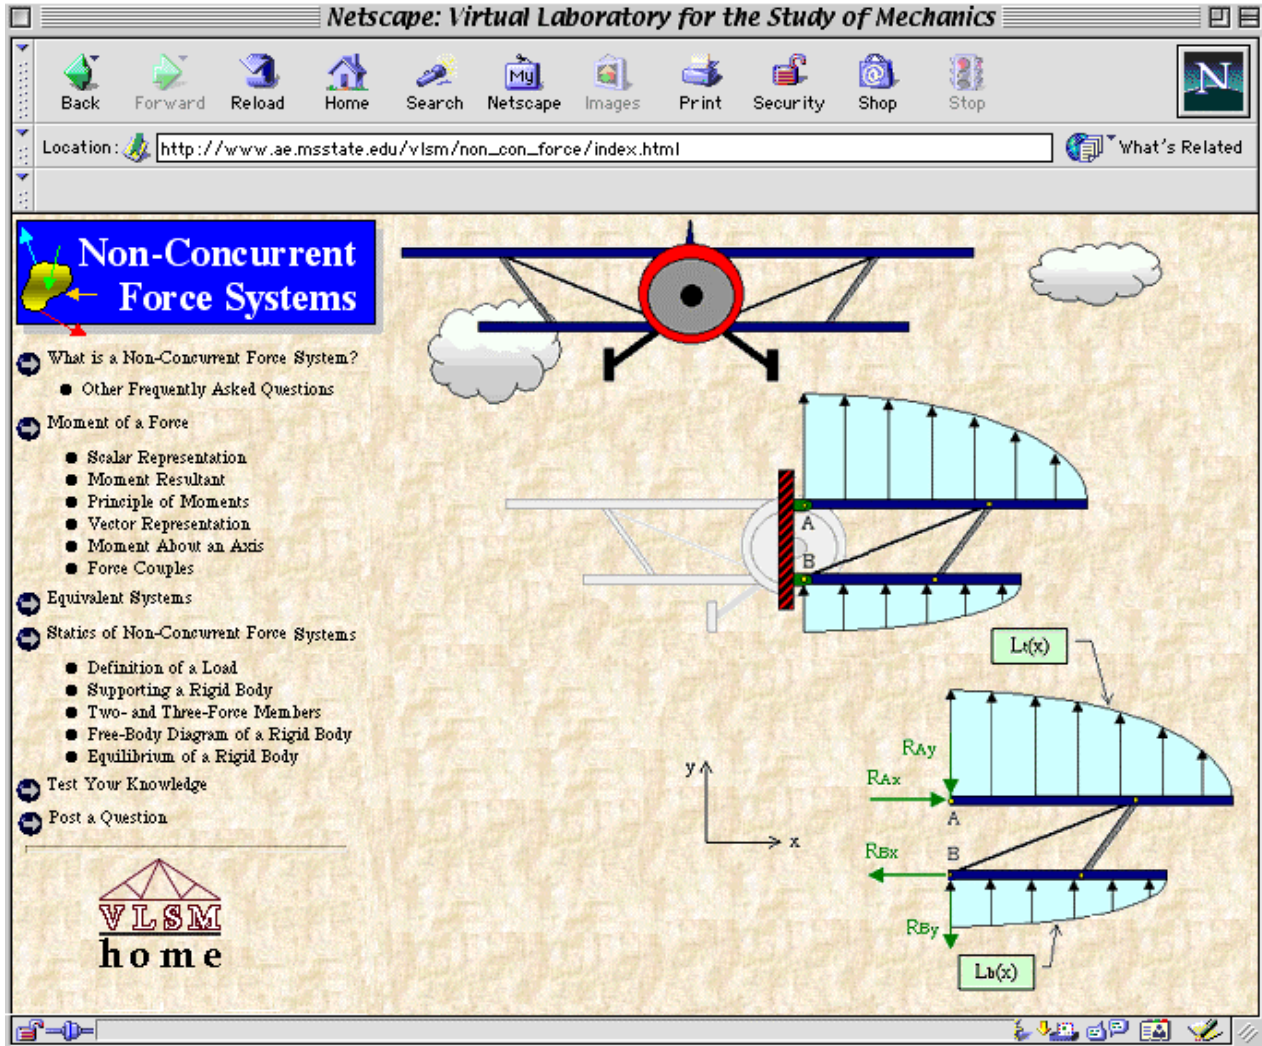 Netscape: Virtual Laboratory for the Study of Mechanics
Back Forward Reload Home Search Netscape Images Print Security Shop Stop
My
N
Location: http://www.ae.msstate.edu/vlsm/non_con_force/index.html What's Related
Non-Concurrent
Force Systems
What is a Non-Concurrent Force System?
Other Frequently Asked Questions
Moment of a Force
Scalar Representation
Moment Resultant
Principle of Moments
Vector Representation
Moment About an Axis
Force Couples
Equivalent Systems
Statics of Non-Concurrent Force Systems
Definition of a Load
Supporting a Rigid Body
Two- and Three-Force Members
Free-Body Diagram of a Rigid Body
Equilibrium of a Rigid Body
Test Your Knowledge
Post a Question
VLSM
home
A
B
Lt(x)
RAy
RAx
A
y
x
RBx
B
RBy
Lb(x)